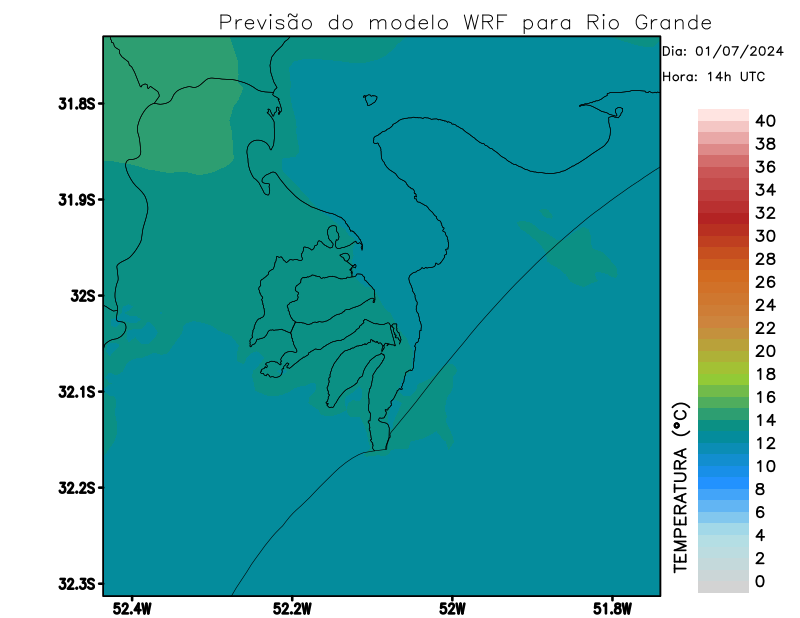 Previsão do modelo WRF para Rio Grande
Dia: 01/07/2024
Hora: 14h UTC
31.8S
31.9S
32S
32.1S
32.2S
32.3S
52.4W
52.2W
52W
51.8W
40
38
36
34
32
30
28
26
24
22
20
18
16
14
12
10
8
6
4
2
0
TEMPERATURA (°C)